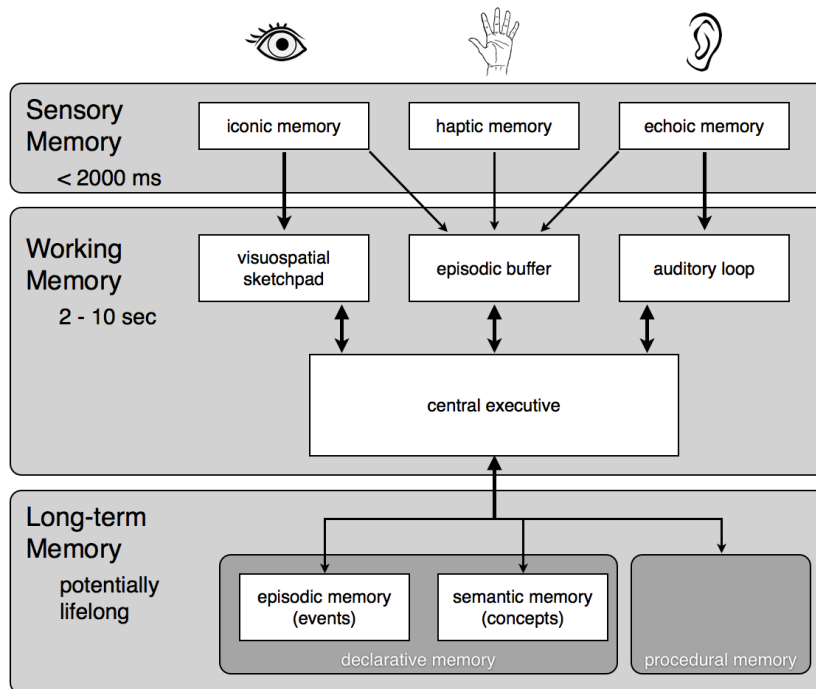 Sensory
Memory
< 2000 ms
iconic memory
haptic memory
echoic memory
Working
Memory
2 - 10 sec
visuospatial
sketchpad
episodic buffer
auditory loop
central executive
Long-term
Memory
potentially
lifelong
episodic memory
(events)
semantic memory
(concepts)
declarative memory
procedural memory